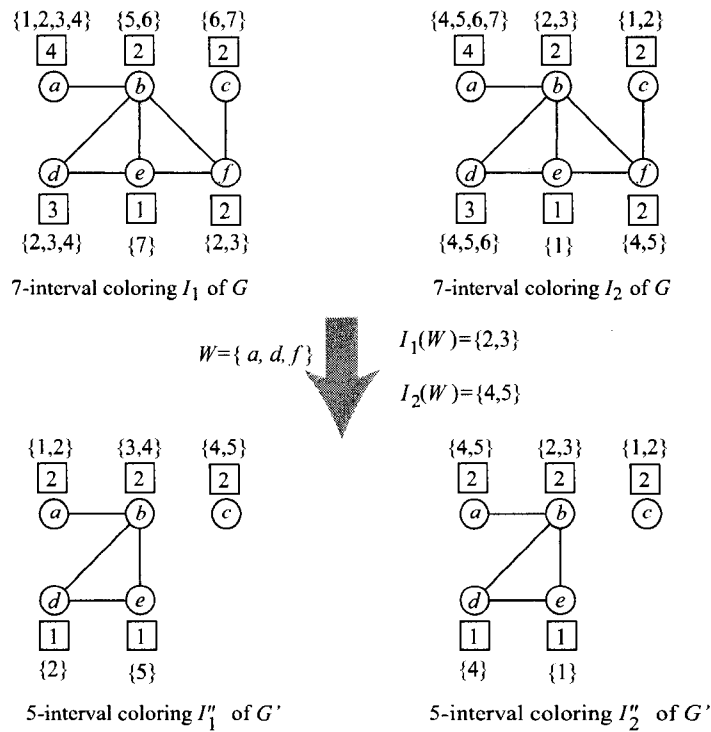 {1,2,3,4} {5,6} {6,7} {4,5,6,7} {2,3} {1,2}
4 2 2 4 2 2
a b c a b c
d e f d e f
3 1 2 3 1 2
{2,3,4} {7} {2,3} {4,5,6} {1} {4,5}
7-interval coloring I1 of G 7-interval coloring I2 of G
W={ a, d, f } I1(W)={2,3}
I2(W)={4,5}
{1,2} {3,4} {4,5} {4,5} {2,3} {1,2}
2 2 2 2 2 2
a b c a b c
d e d e
1 1 1 1
{2} {5} {4} {1}
5-interval coloring I1″ of G' 5-interval coloring I2″ of G'